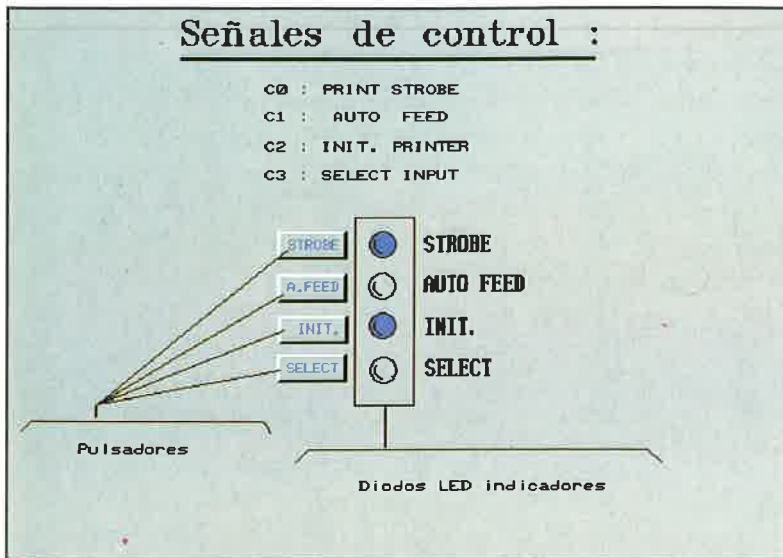 Señales de control :
C0 : PRINT STROBE
C1 : AUTO FEED
C2 : INIT. PRINTER
C3 : SELECT INPUT
STROBE STROBE
A.FEED AUTO FEED
INIT. INIT.
SELECT SELECT
Pulsadores
Diodos LED indicadores